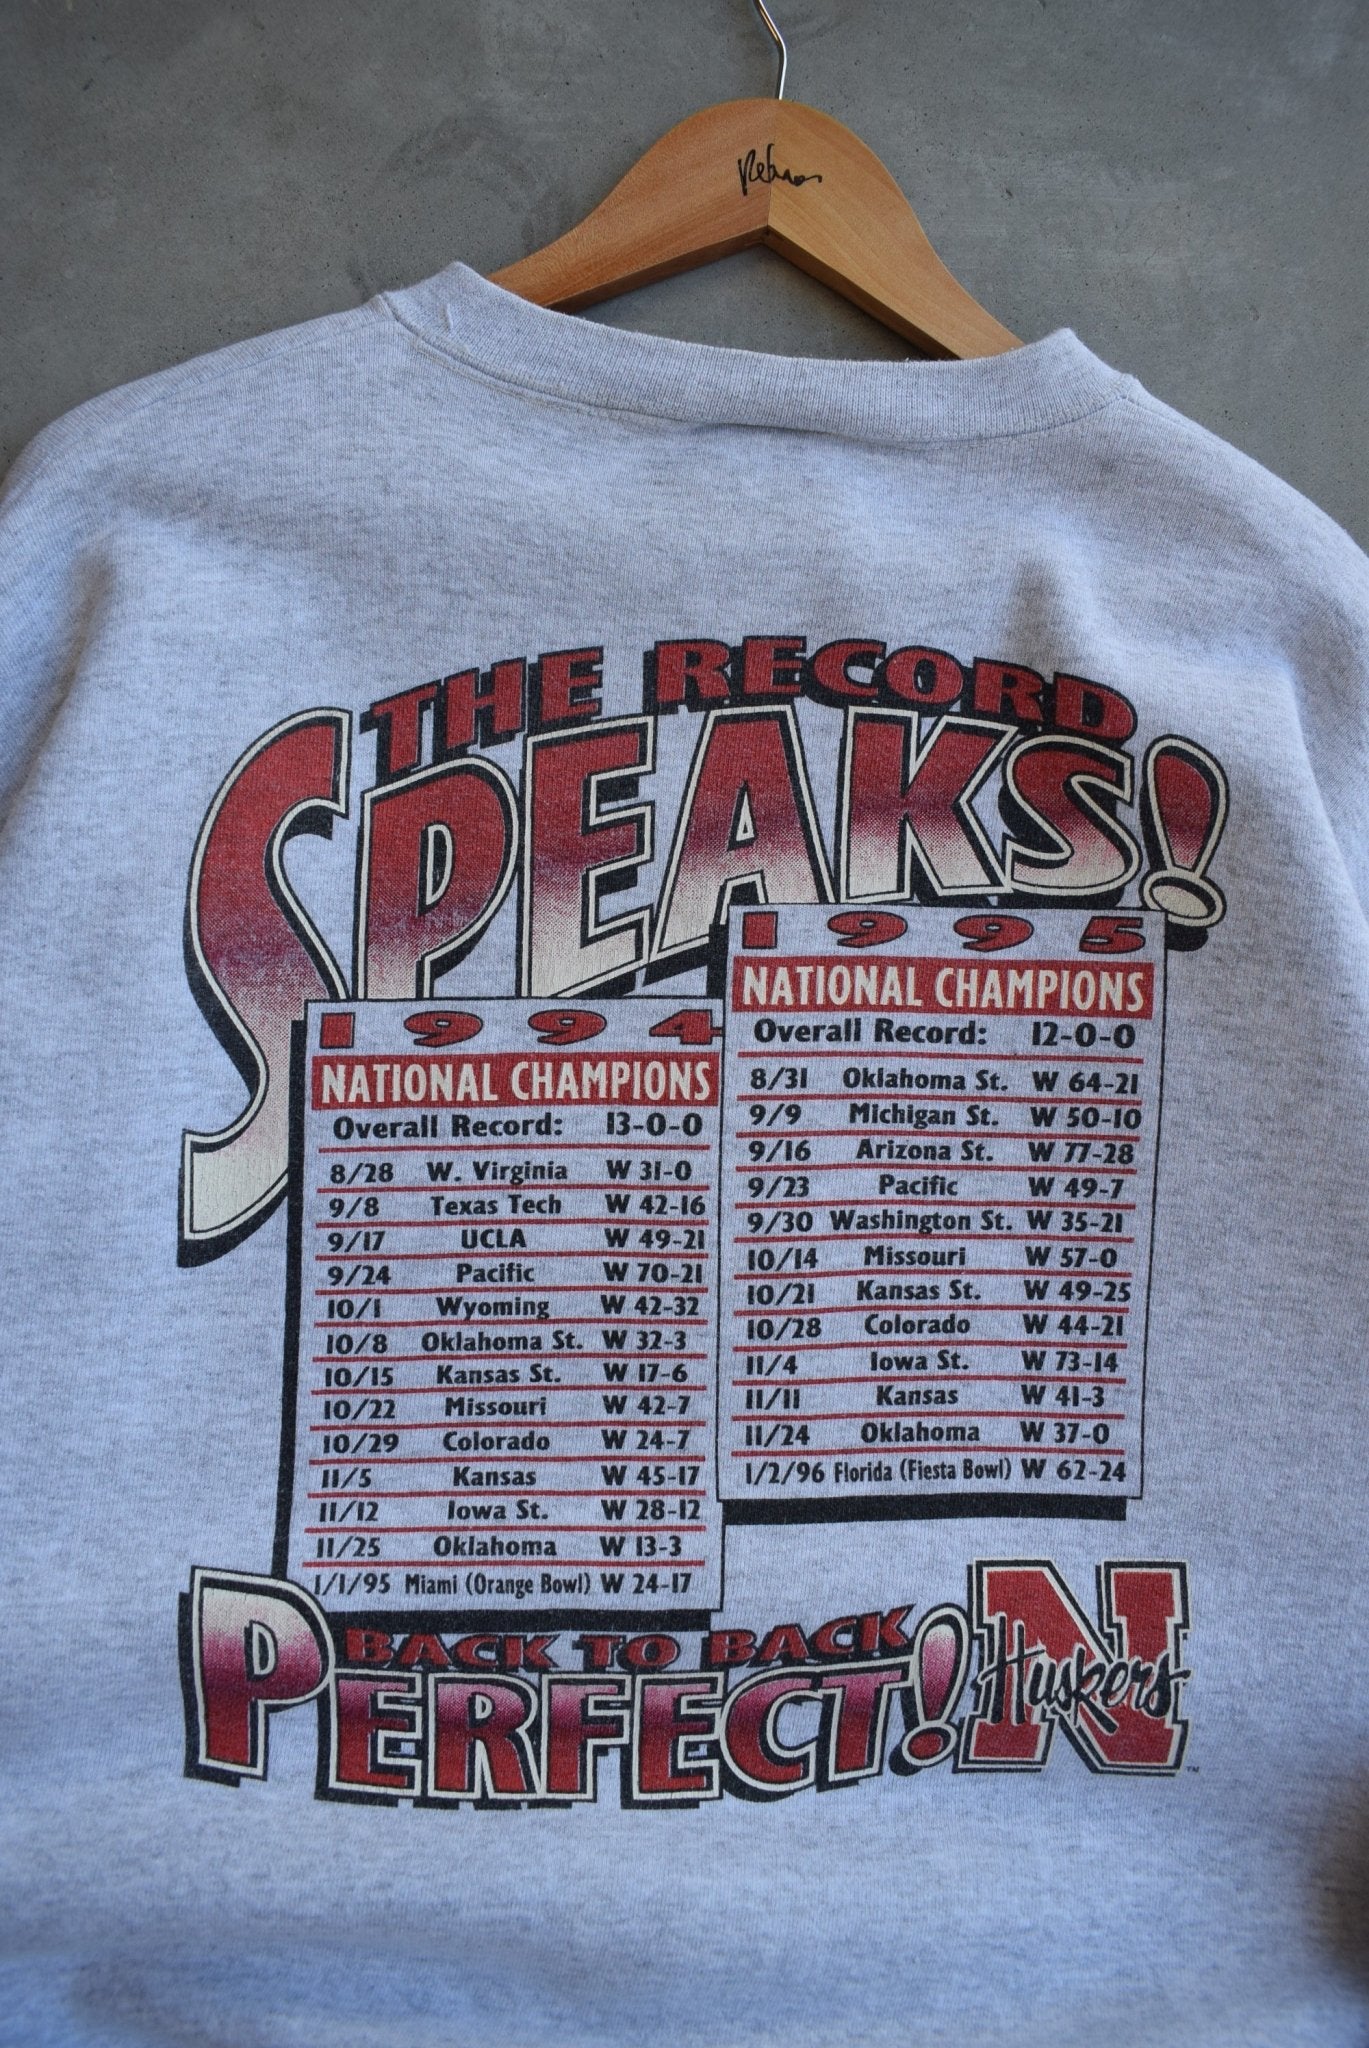 THE RECORD
SPEAKS!
1994
NATIONAL CHAMPIONS
Overall Record: 13-0-0
8/28 W. Virginia W 31-0
9/8 Texas Tech W 42-16
9/17 UCLA W 49-21
9/24 Pacific W 70-21
10/1 Wyoming W 42-32
10/8 Oklahoma St. W 32-3
10/15 Kansas St. W 17-6
10/22 Missouri W 42-7
10/29 Colorado W 24-7
11/5 Kansas W 45-17
11/12 Iowa St. W 28-12
11/25 Oklahoma W 13-3
1/1/95 Miami (Orange Bowl) W 24-17
1995
NATIONAL CHAMPIONS
Overall Record: 12-0-0
8/31 Oklahoma St. W 64-21
9/9 Michigan St. W 50-10
9/16 Arizona St. W 77-28
9/23 Pacific W 49-7
9/30 Washington St. W 35-21
10/14 Missouri W 57-0
10/21 Kansas St. W 49-25
10/28 Colorado W 44-21
11/4 Iowa St. W 73-14
11/11 Kansas W 41-3
11/24 Oklahoma W 37-0
1/2/96 Florida (Fiesta Bowl) W 62-24
BACK TO BACK
PERFECT!
N
Huskers
TM